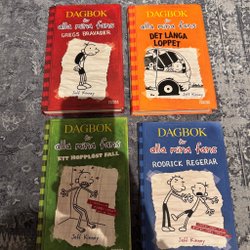 DAGBOK
för
alla mina fans
GREGS BRAVADER
Jeff Kinney
DAGBOK
för
alla mina fans
DET LÅNGA
LOPPET
Jeff Kinney
DAGBOK
för
alla mina fans
ETT HOPPLÖST FALL
Jeff Kinney
DAGBOK
för
alla mina fans
RODRICK REGERAR
Jeff Kinney